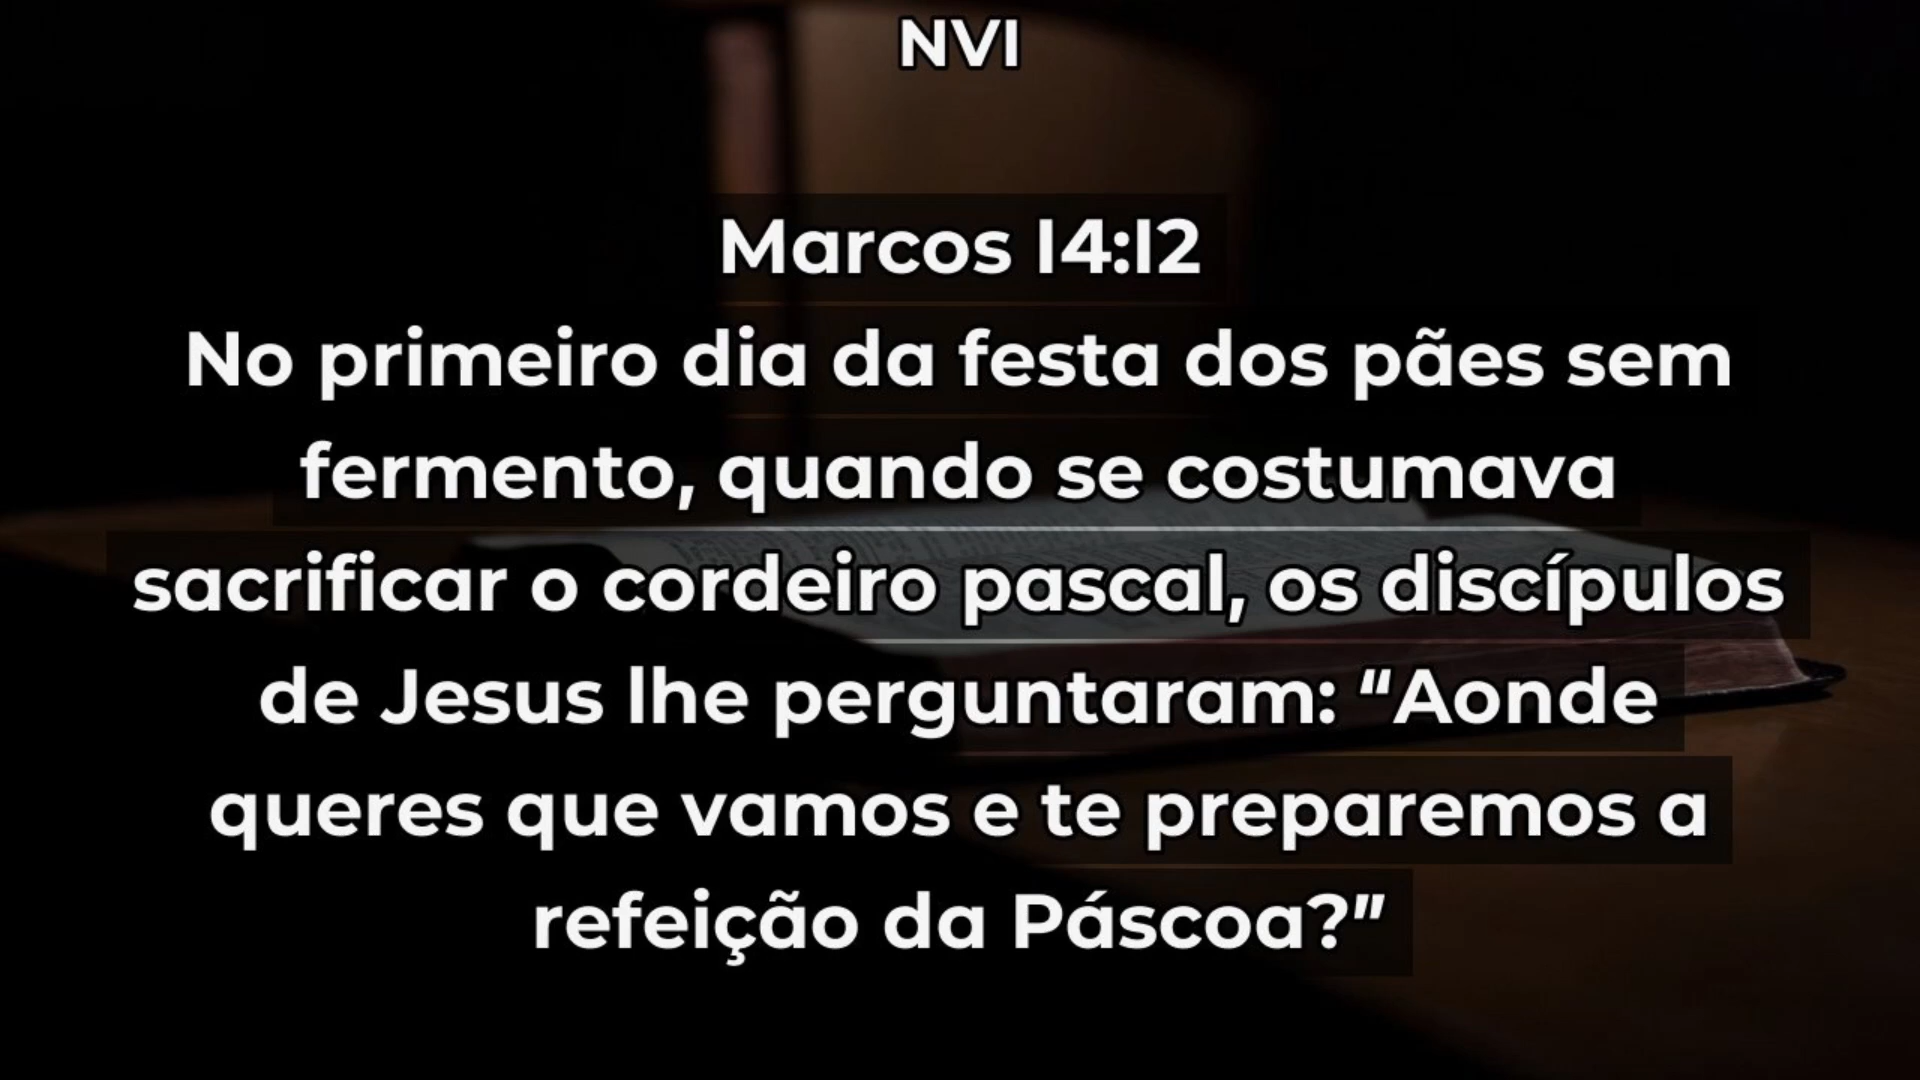 NVI
Marcos 14:12
No primeiro dia da festa dos pães sem
fermento, quando se costumava
sacrificar o cordeiro pascal, os discípulos
de Jesus lhe perguntaram: “Aonde
queres que vamos e te preparemos a
refeição da Páscoa?”